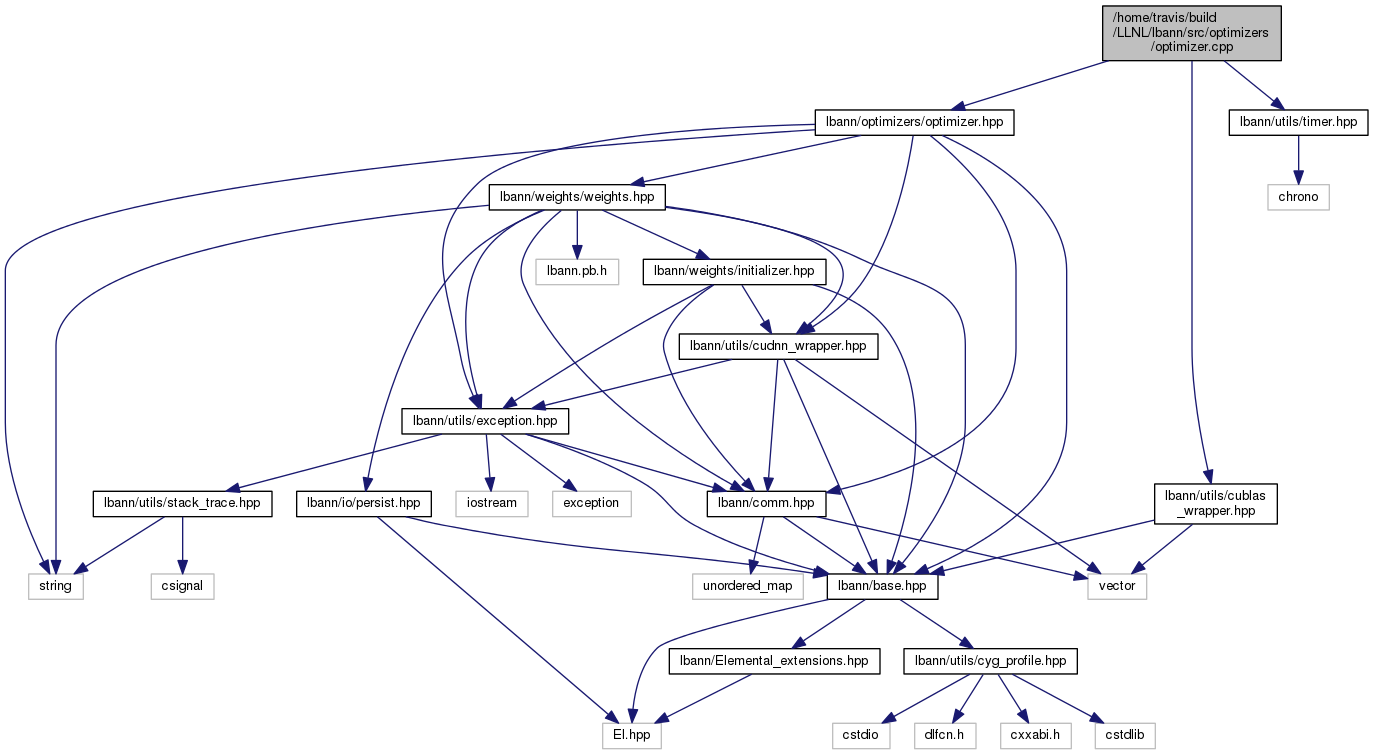 /home/travis/build
/LLNL/lbann/src/optimizers
/optimizer.cpp
lbann/optimizers/optimizer.hpp
lbann/utils/timer.hpp
lbann/weights/weights.hpp
chrono
lbann.pb.h
lbann/weights/initializer.hpp
lbann/utils/cudnn_wrapper.hpp
lbann/utils/exception.hpp
lbann/utils/stack_trace.hpp
lbann/io/persist.hpp
iostream
exception
lbann/comm.hpp
lbann/utils/cublas
_wrapper.hpp
string
csignal
unordered_map
lbann/base.hpp
vector
lbann/Elemental_extensions.hpp
lbann/utils/cyg_profile.hpp
El.hpp
cstdio
dlfcn.h
cxxabi.h
cstdlib